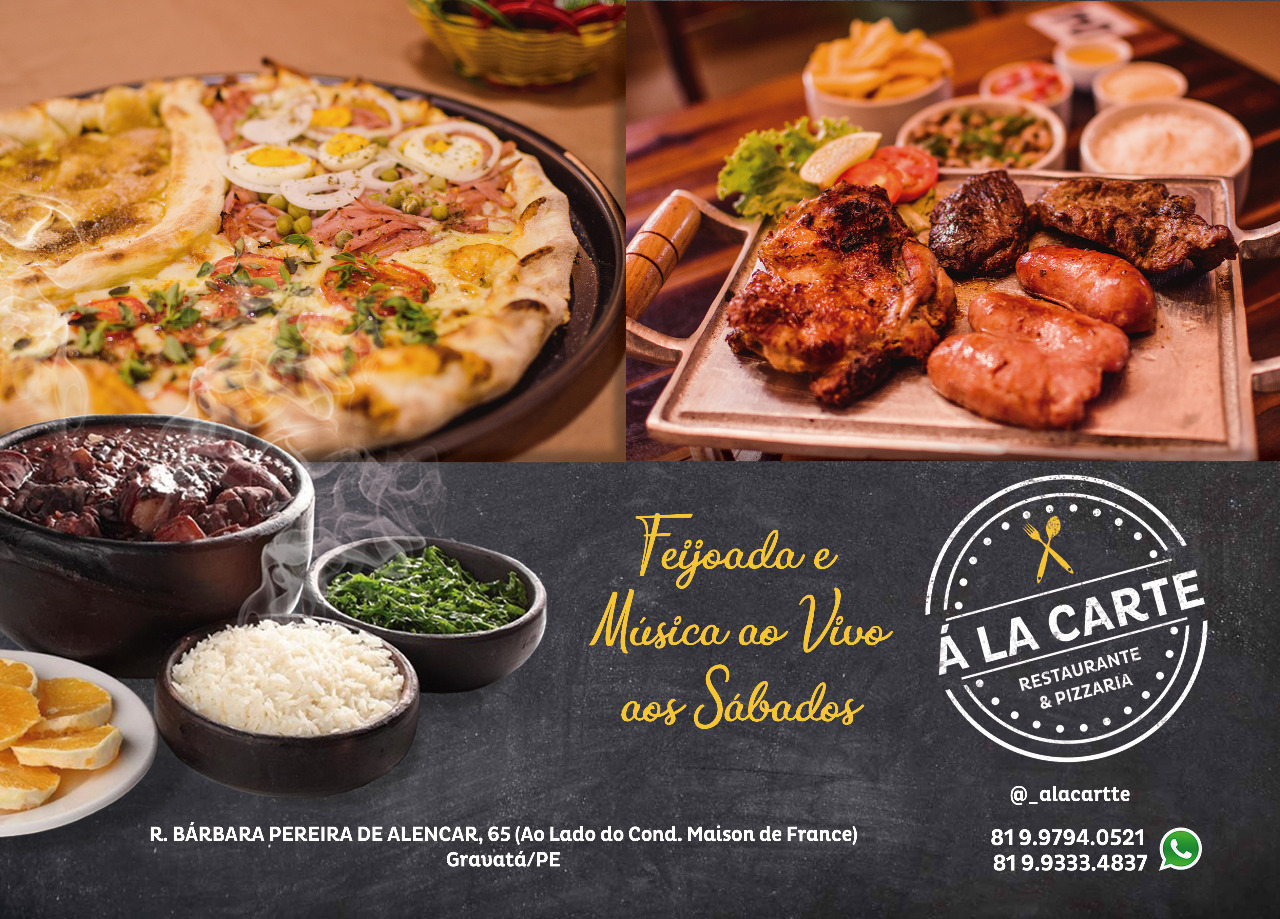 Feijoada e
Música ao Vivo
aos Sábados
Á LA CARTE
RESTAURANTE
& PIZZARIA
@_alacartte
R. BÁRBARA PEREIRA DE ALENCAR, 65 (Ao Lado do Cond. Maison de France)
Gravatá/PE
81 9.9794.0521
81 9.9333.4837